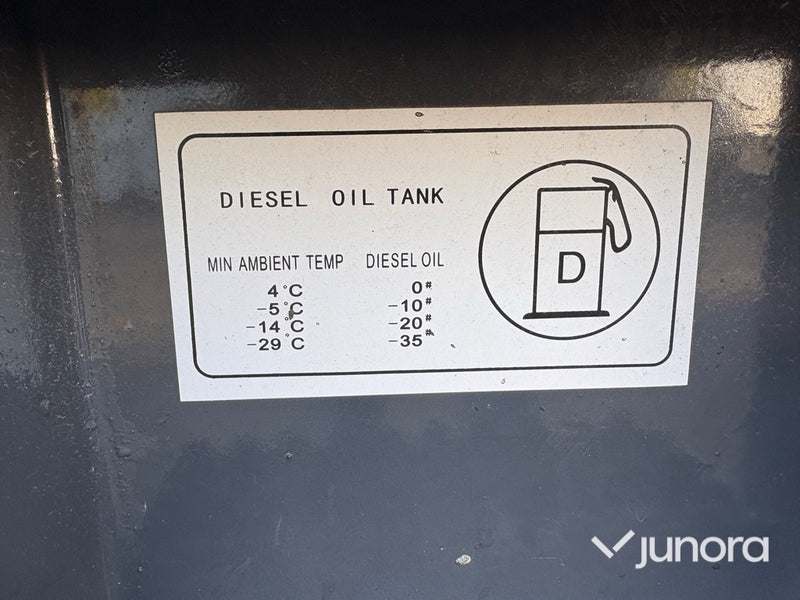 DIESEL OIL TANK
MIN AMBIENT TEMP DIESEL OIL
4°C 0#
-5°C -10#
-14°C -20#
-29°C -35#
D
junora